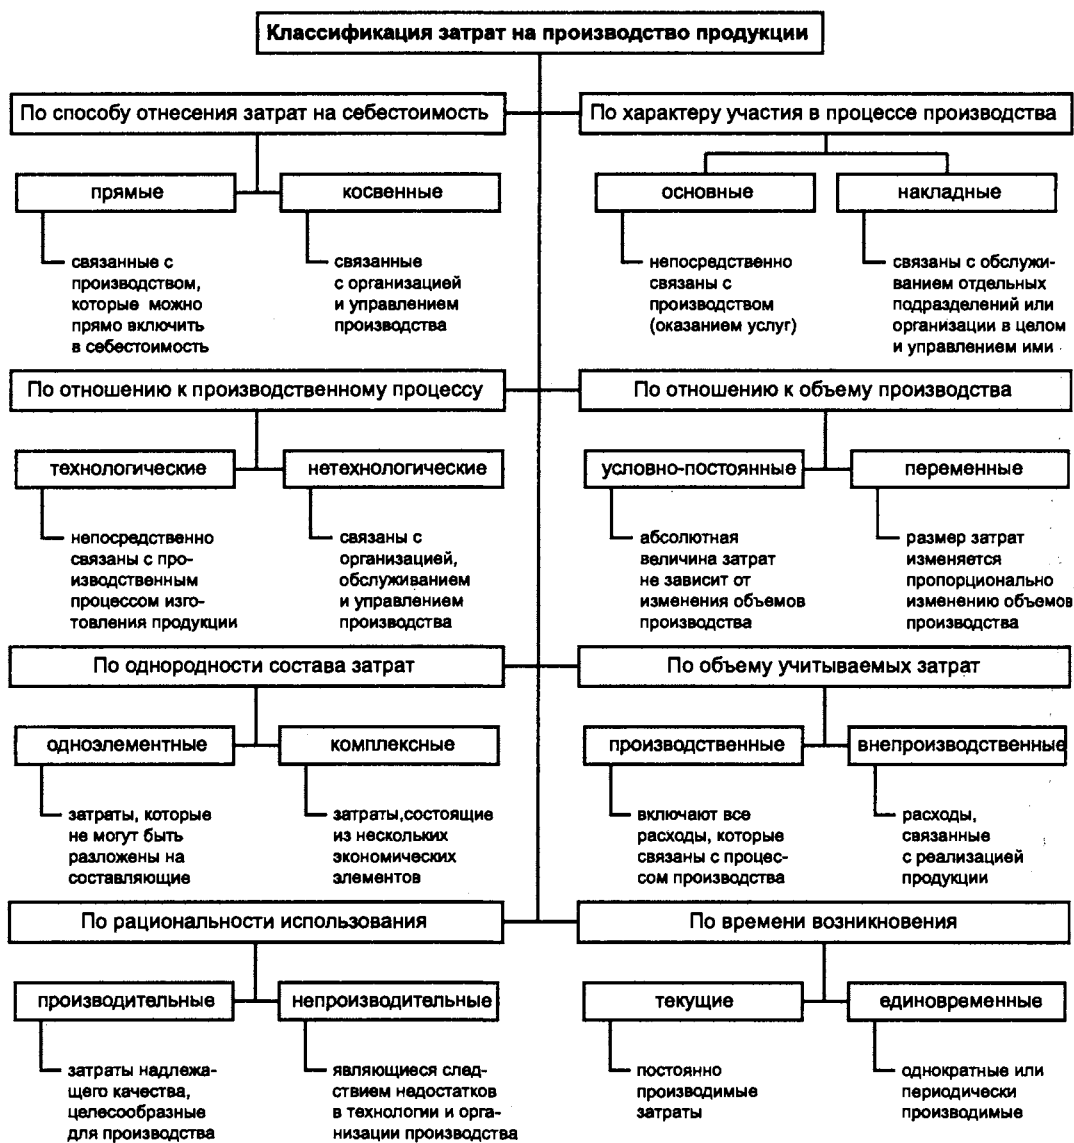 Классификация затрат на производство продукции
По способу отнесения затрат на себестоимость
прямые
связанные с
производством,
которые можно
прямо включить
в себестоимость
косвенные
связанные
с организацией
и управлением
производства
По характеру участия в процессе производства
основные
непосредственно
связаны с
производством
(оказанием услуг)
накладные
связаны с обслужи-
ванием отдельных
подразделений или
организации в целом
и управлением ими
По отношению к производственному процессу
технологические
непосредственно
связаны с про-
изводственным
процессом изго-
товления продукции
нетехнологические
связаны с
организацией,
обслуживанием
и управлением
производства
По отношению к объему производства
условно-постоянные
абсолютная
величина затрат
не зависит от
изменения объемов
производства
переменные
размер затрат
изменяется
пропорционально
изменению объемов
производства
По однородности состава затрат
одноэлементные
затраты, которые
не могут быть
разложены на
составляющие
комплексные
затраты,состоящие
из нескольких
экономических
элементов
По объему учитываемых затрат
производственные
включают все
расходы, которые
связаны с процес-
сом производства
внепроизводственные
расходы,
связанные
с реализацией
продукции
По рациональности использования
производительные
затраты надлежа-
щего качества,
целесообразные
для производства
непроизводительные
являющиеся след-
ствием недостатков
в технологии и орга-
низации производства
По времени возникновения
текущие
постоянно
производимые
затраты
единовременные
однократные или
периодически
производимые